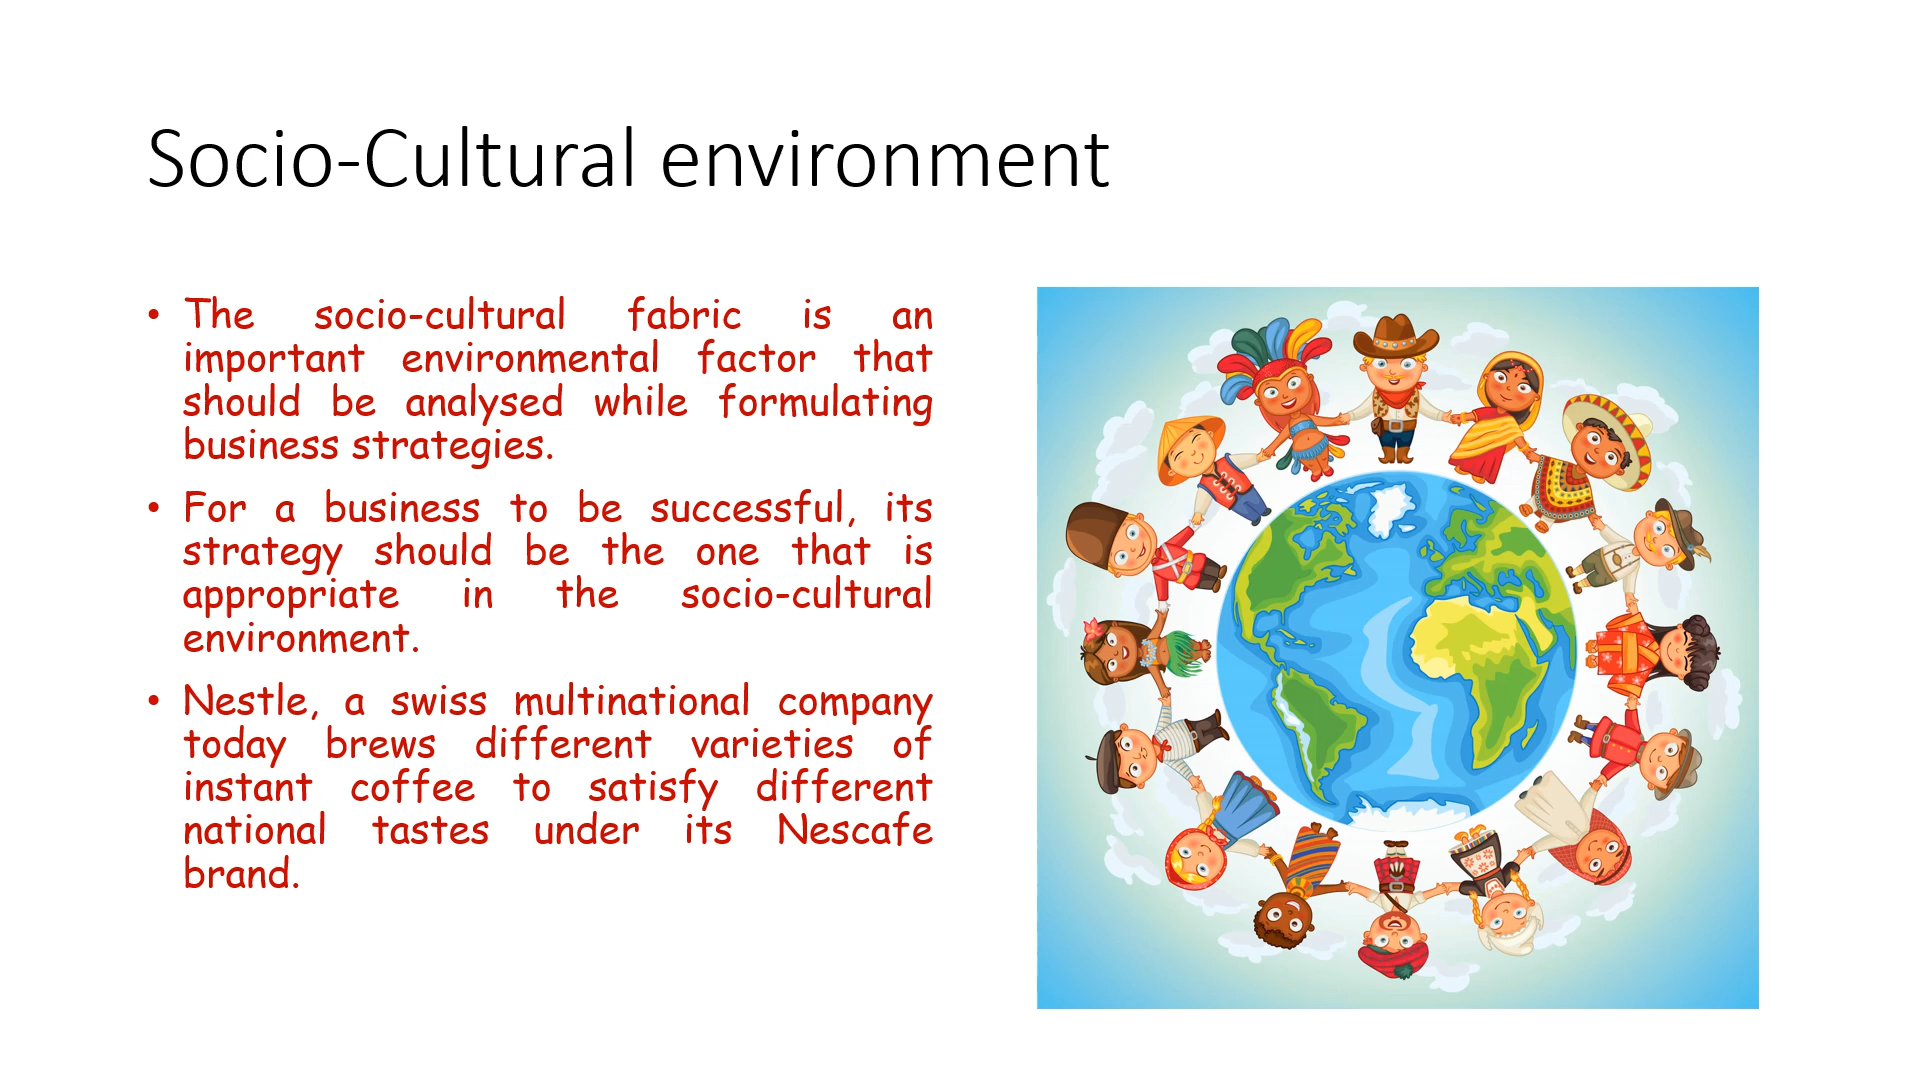 Socio-Cultural environment
• The socio-cultural fabric is an
important environmental factor that
should be analysed while formulating
business strategies.
• For a business to be successful, its
strategy should be the one that is
appropriate in the socio-cultural
environment.
• Nestle, a swiss multinational company
today brews different varieties of
instant coffee to satisfy different
national tastes under its Nescafe
brand.